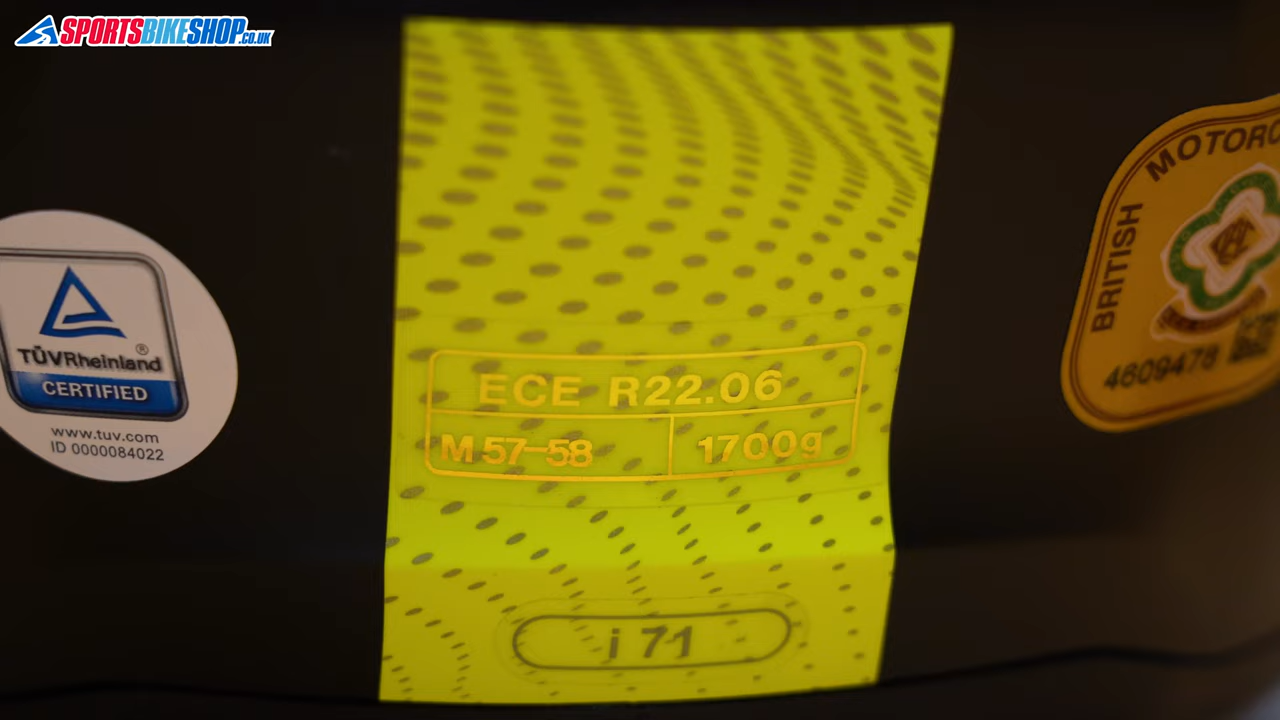 SPORTSBIKESHOP.CO.UK
TÜVRheinland®
CERTIFIED
www.tuv.com
ID 0000084022
ECE R22.06
M 57-58
1700g
i 71
BRITISH
MOTORC
4609478